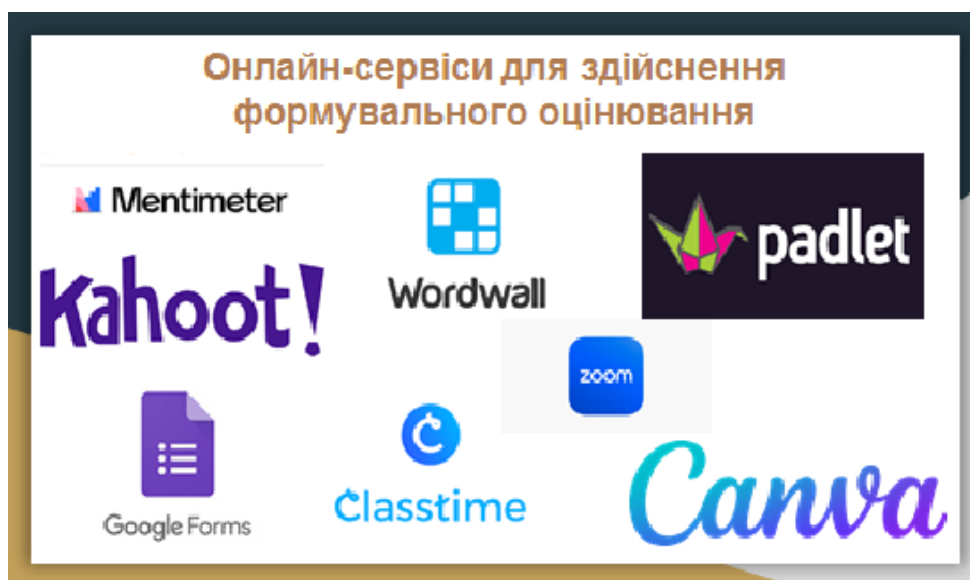 Онлайн-сервіси для здійснення
формувального оцінювання
Mentimeter
Kahoot!
Wordwall
padlet
zoom
Google Forms
Classtime
Canva